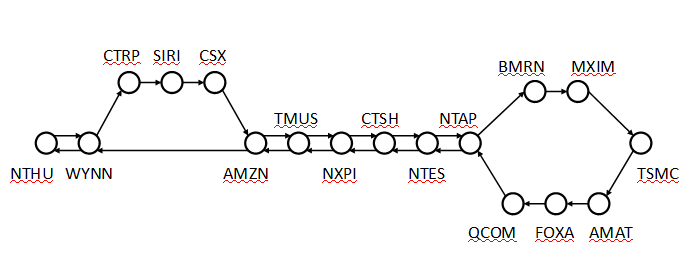 BMRN MXIM
CTRP SIRI CSX
TMUS CTSH NTAP
NTHU WYNN AMZN NXPI NTES TSMC
QCOM FOXA AMAT